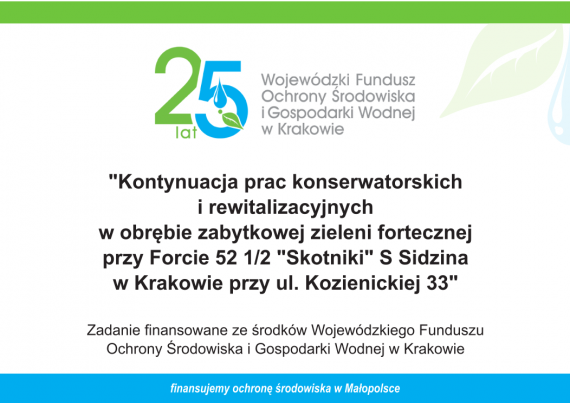 25
lat
Wojewódzki Fundusz
Ochrony Środowiska
i Gospodarki Wodnej
w Krakowie
"Kontynuacja prac konserwatorskich
i rewitalizacyjnych
w obrębie zabytkowej zieleni fortecznej
przy Forcie 52 1/2 "Skotniki" S Sidzina
w Krakowie przy ul. Kozienickiej 33"
Zadanie finansowane ze środków Wojewódzkiego Funduszu
Ochrony Środowiska i Gospodarki Wodnej w Krakowie
finansujemy ochronę środowiska w Małopolsce